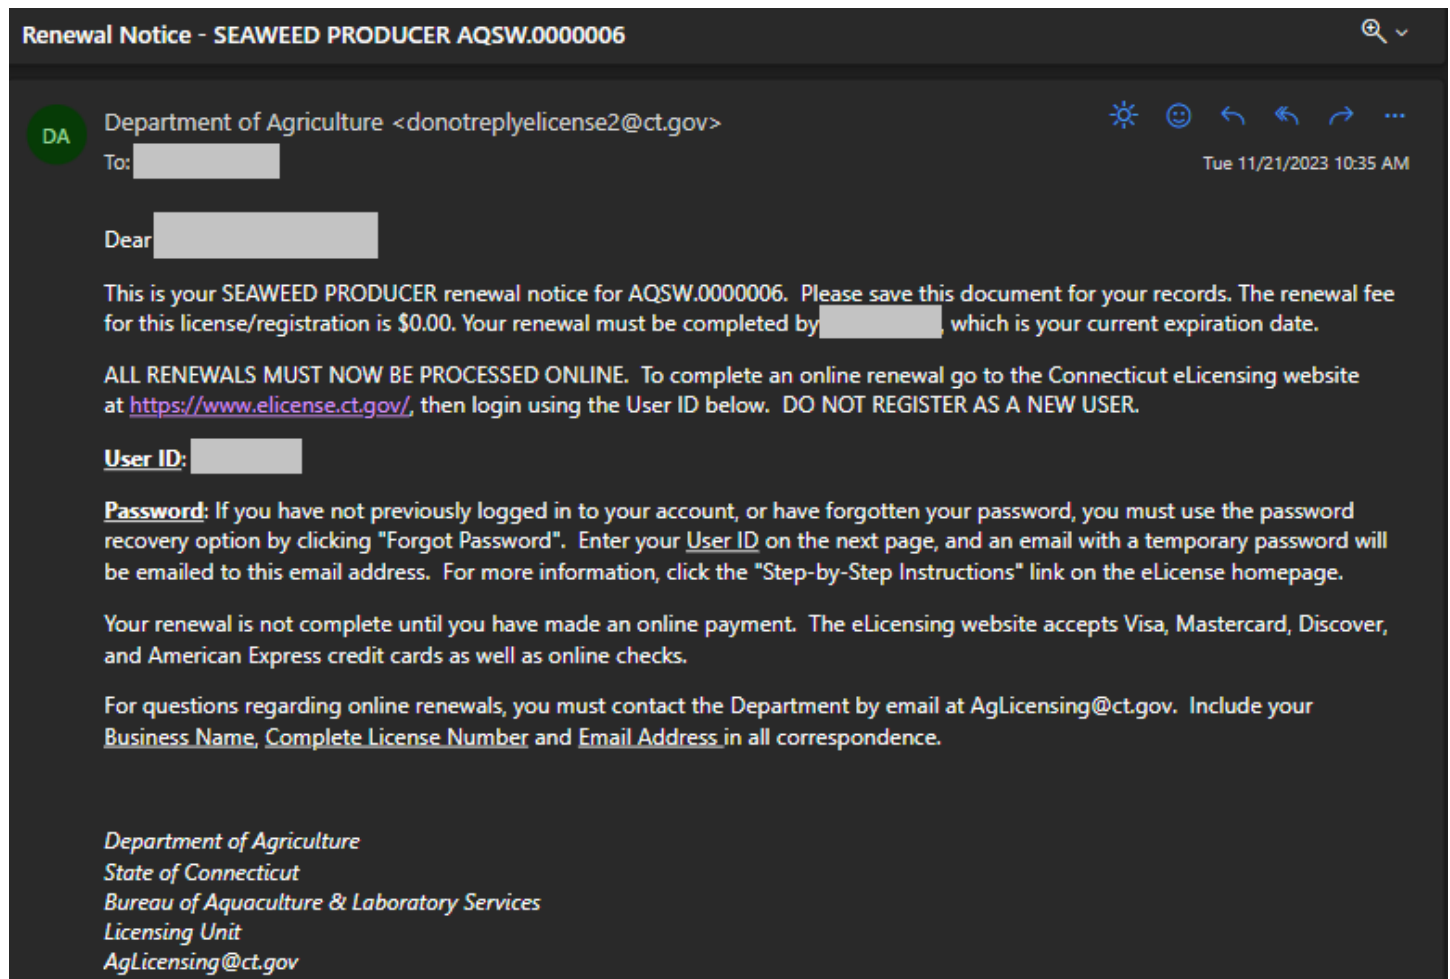 Renewal Notice - SEAWEED PRODUCER AQSW.0000006
DA
Department of Agriculture <donotreplyelicense2@ct.gov>
To:
Tue 11/21/2023 10:35 AM
Dear
This is your SEAWEED PRODUCER renewal notice for AQSW.0000006.  Please save this document for your records. The renewal fee
for this license/registration is $0.00. Your renewal must be completed by , which is your current expiration date.
ALL RENEWALS MUST NOW BE PROCESSED ONLINE.  To complete an online renewal go to the Connecticut eLicensing website
at https://www.elicense.ct.gov/, then login using the User ID below.  DO NOT REGISTER AS A NEW USER.
User ID:
Password: If you have not previously logged in to your account, or have forgotten your password, you must use the password
recovery option by clicking "Forgot Password".  Enter your User ID on the next page, and an email with a temporary password will
be emailed to this email address.  For more information, click the "Step-by-Step Instructions" link on the eLicense homepage.
Your renewal is not complete until you have made an online payment.  The eLicensing website accepts Visa, Mastercard, Discover,
and American Express credit cards as well as online checks.
For questions regarding online renewals, you must contact the Department by email at AgLicensing@ct.gov.  Include your
Business Name, Complete License Number and Email Address in all correspondence.
Department of Agriculture
State of Connecticut
Bureau of Aquaculture & Laboratory Services
Licensing Unit
AgLicensing@ct.gov